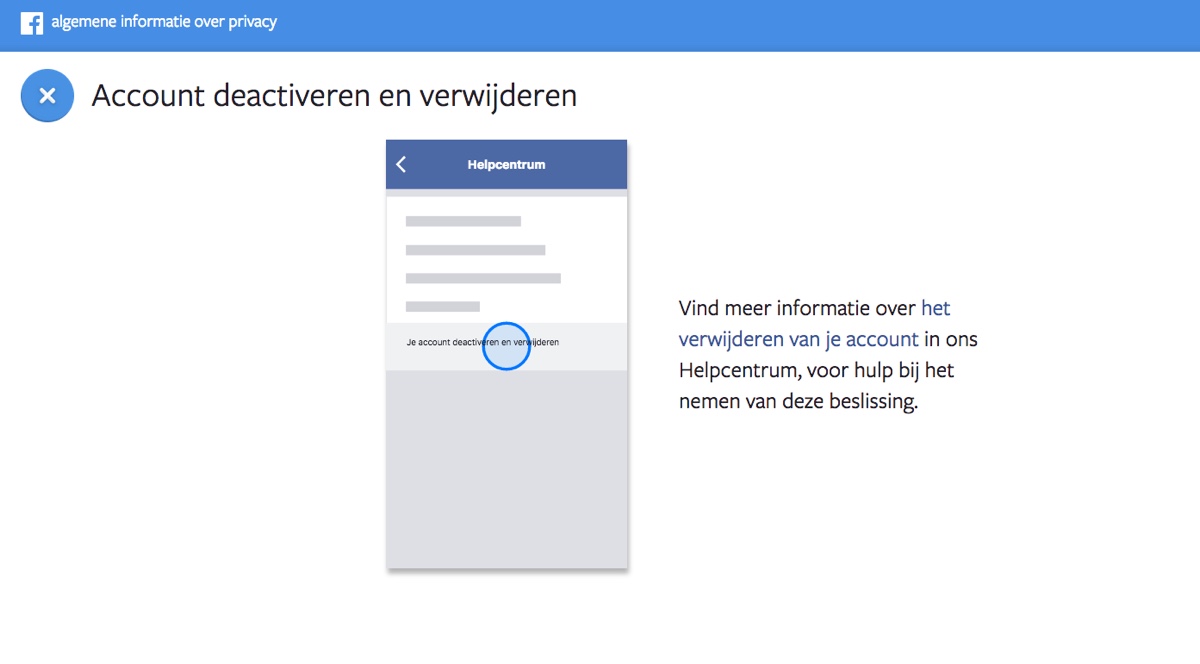 algemene informatie over privacy
Account deactiveren en verwijderen
Helpcentrum
Je account deactiveren en verwijderen
Vind meer informatie over het
verwijderen van je account in ons
Helpcentrum, voor hulp bij het
nemen van deze beslissing.